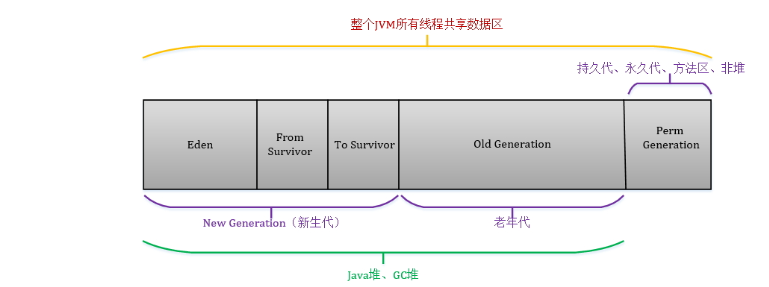 整个JVM所有线程共享数据区
持久代、永久代、方法区、非堆
Eden
From
Survivor
To Survivor
Old Generation
Perm
Generation
New Generation（新生代）
老年代
Java堆、GC堆